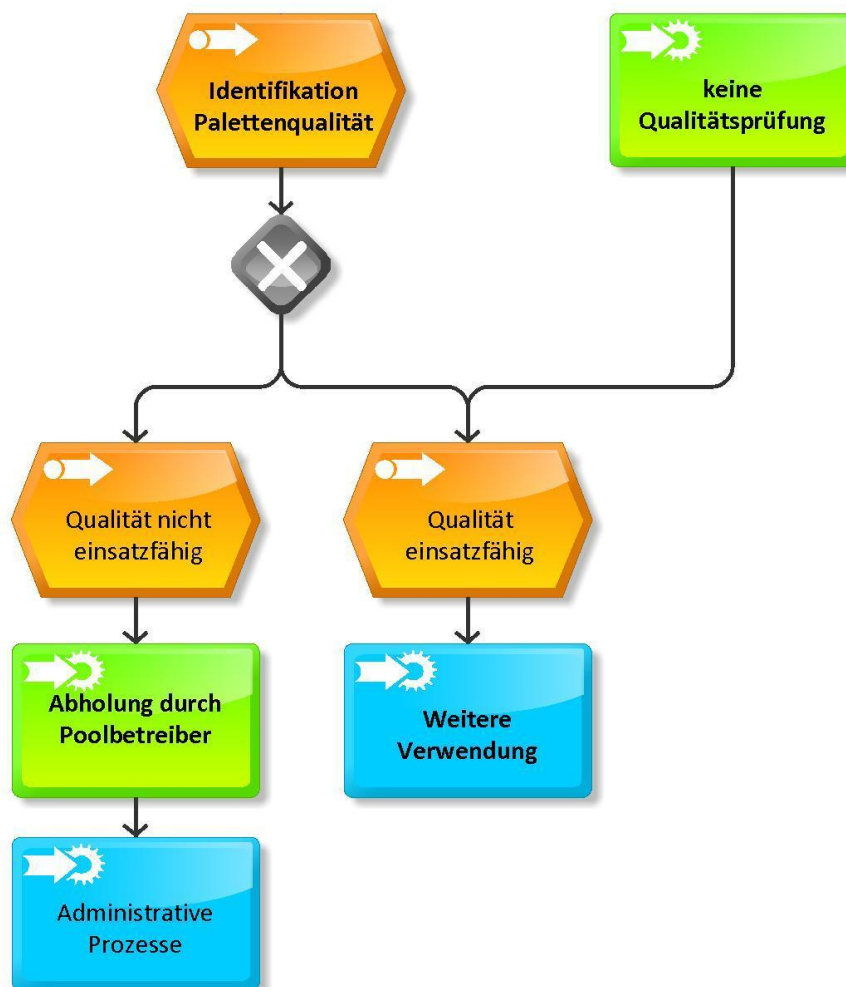 Identifikation
Palettenqualität
keine
Qualitätsprüfung
Qualität nicht
einsatzfähig
Qualität
einsatzfähig
Abholung durch
Poolbetreiber
Weitere
Verwendung
Administrative
Prozesse